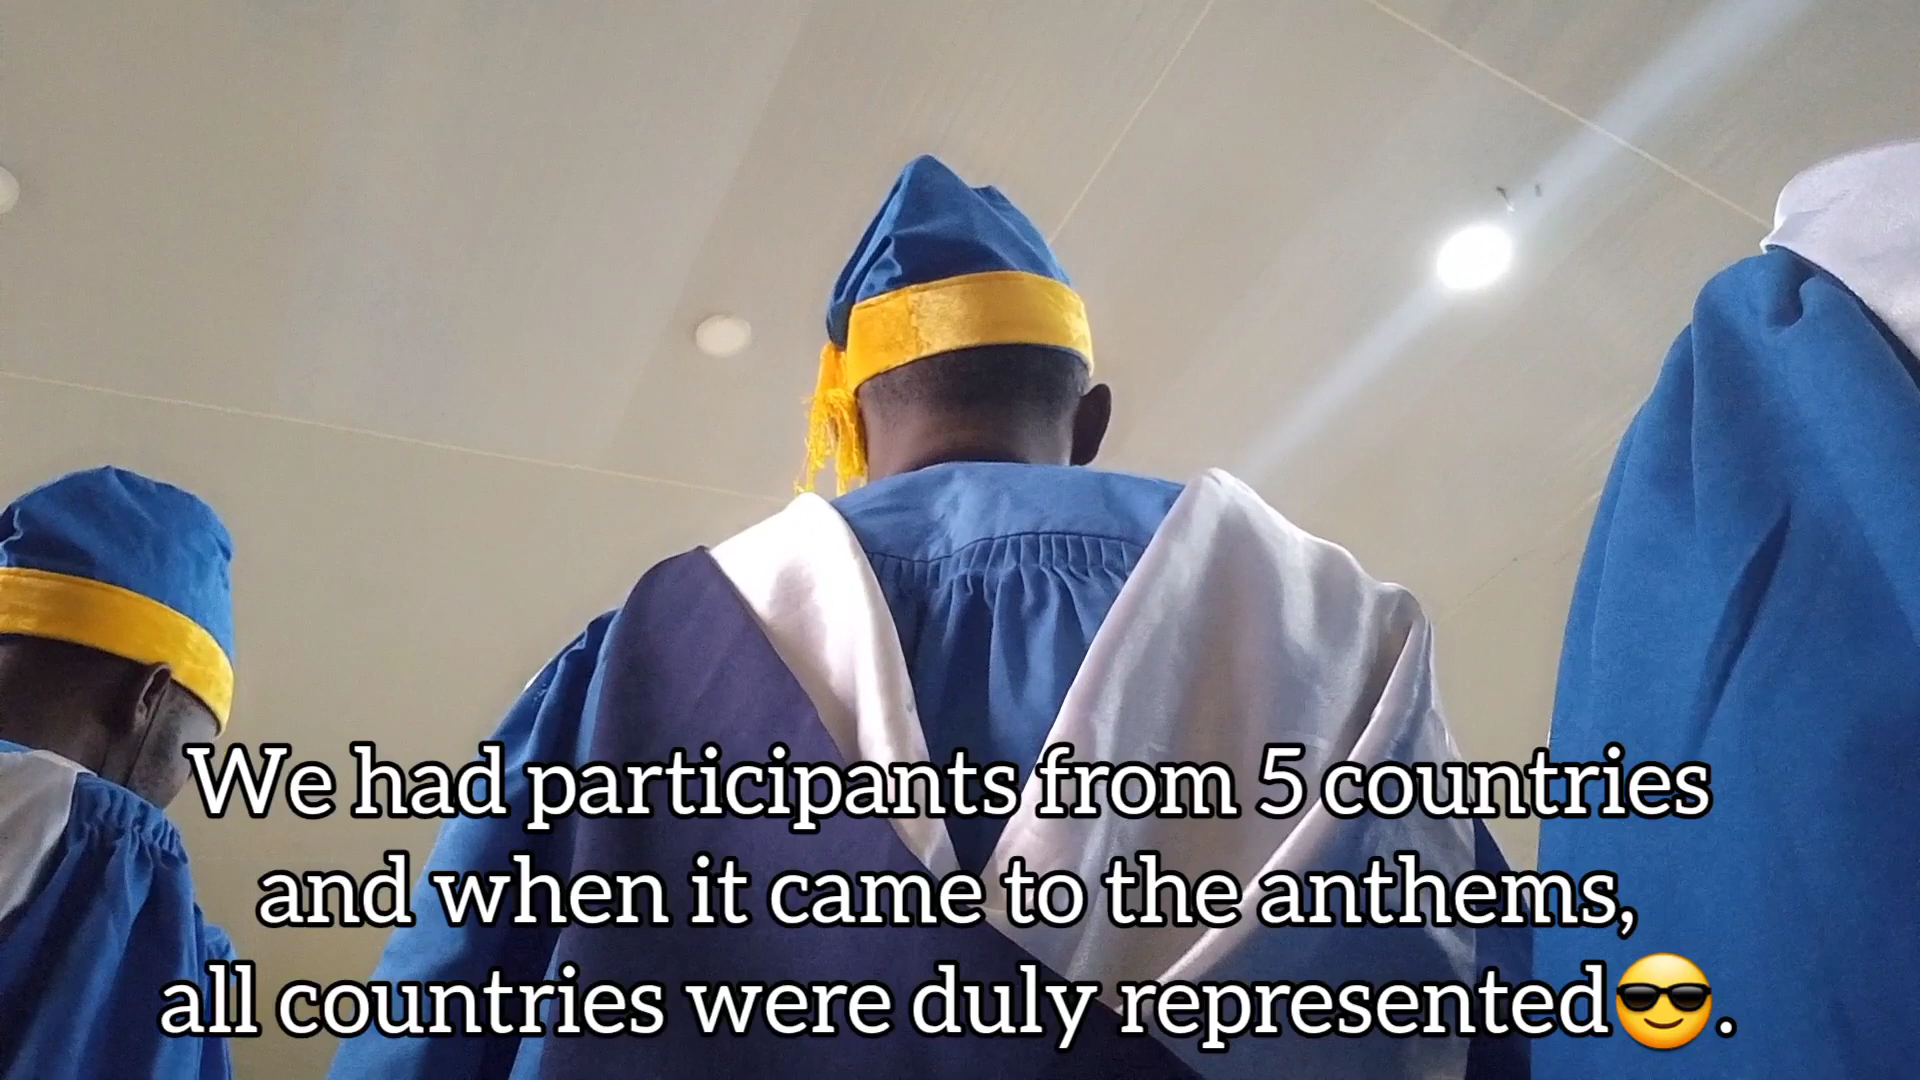 We had participants from 5 countries
and when it came to the anthems,
all countries were duly represented😎.